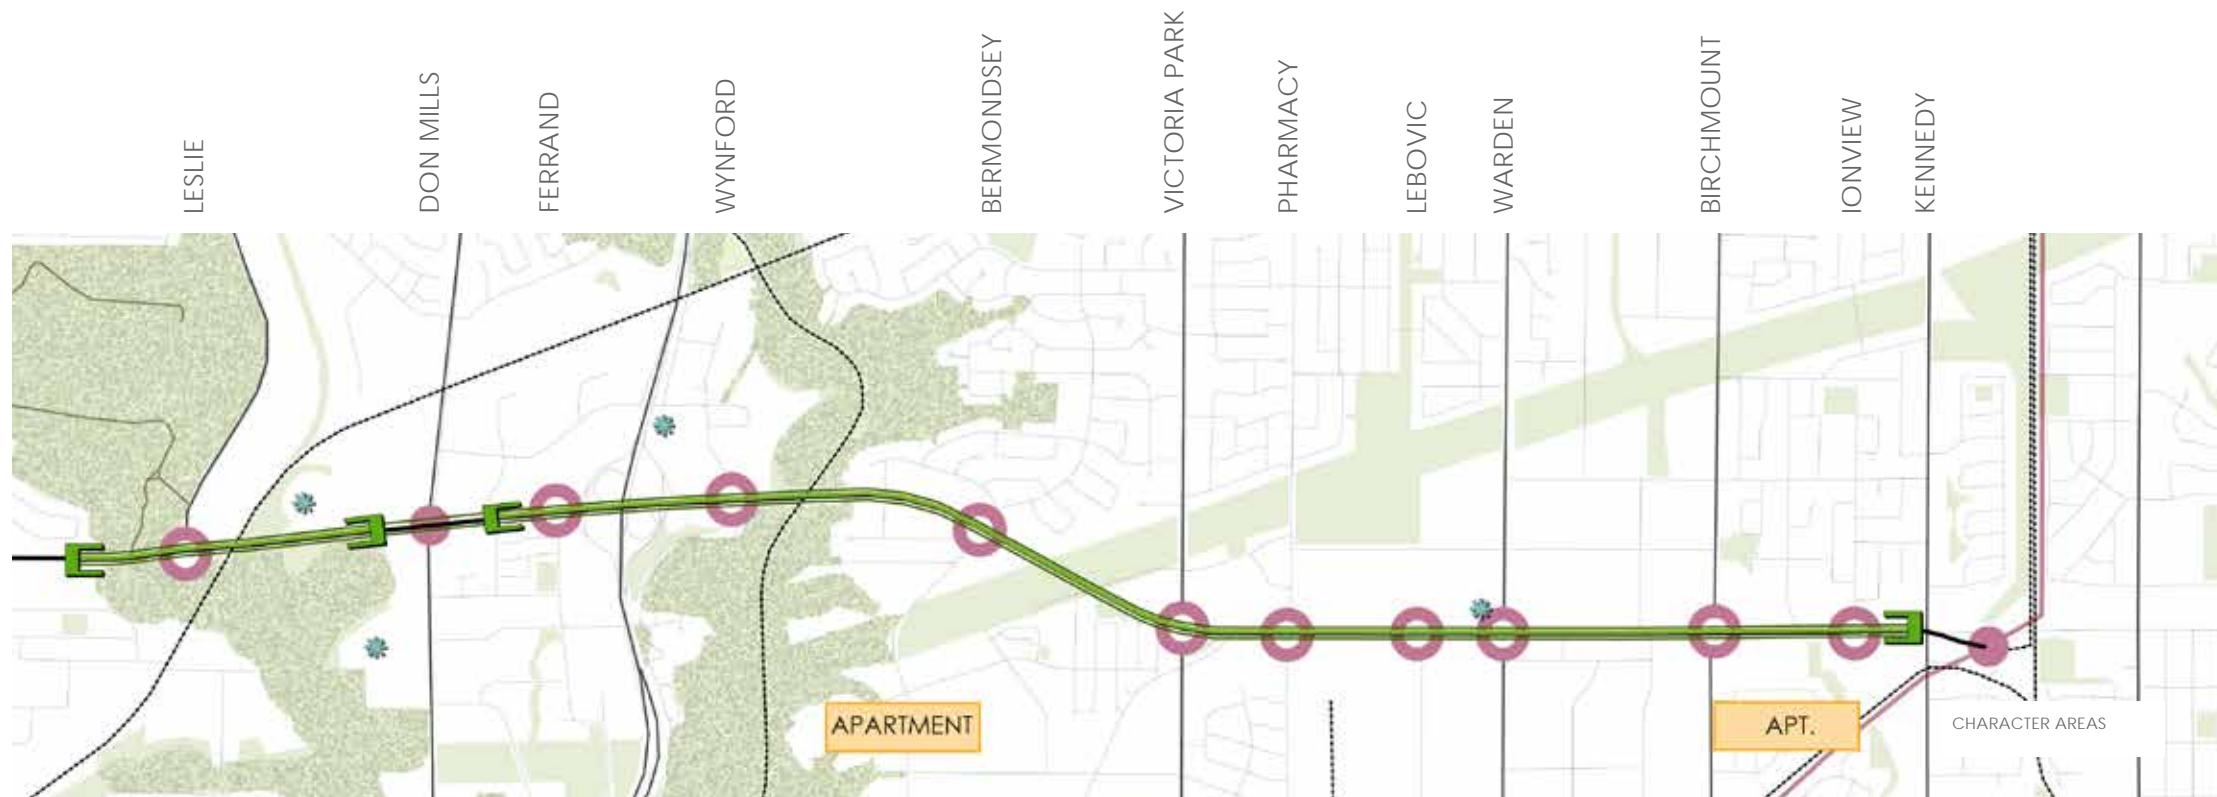 LESLIE
DON MILLS
FERRAND
WYNFORD
BERMONDSEY
VICTORIA PARK
PHARMACY
LEBOVIC
WARDEN
BIRCHMOUNT
IONVIEW
KENNEDY
APARTMENT
APT.
CHARACTER AREAS